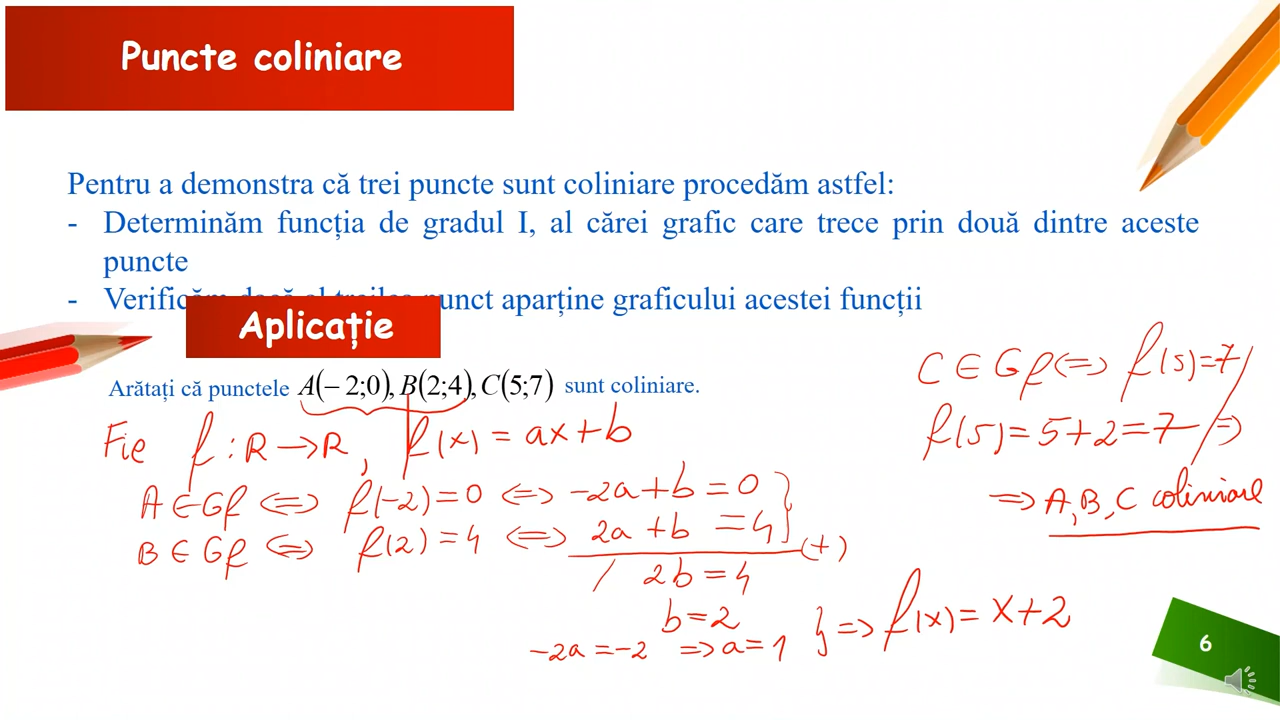 Puncte coliniare
Pentru a demonstra că trei puncte sunt coliniare procedăm astfel:
- Determinăm funcția de gradul I, al cărei grafic care trece prin două dintre aceste
puncte
- Verificăm dacă al treilea punct aparține graficului acestei funcții
Aplicație
Arătați că punctele A(− 2;0), B(2;4), C(5;7) sunt coliniare.
Fie f : R → R, f(x) = ax + b
A ∈ Gf ⟺ f(-2) = 0 ⟺ -2a + b = 0
B ∈ Gf ⟺ f(2) = 4 ⟺ 2a + b = 4 } (+)
/ 2b = 4
b = 2
-2a = -2 ⇒ a = 1 } ⇒ f(x) = x + 2
C ∈ Gf ⟺ f(5) = 7
f(5) = 5 + 2 = 7 ⇒
⇒ A, B, C coliniare
6